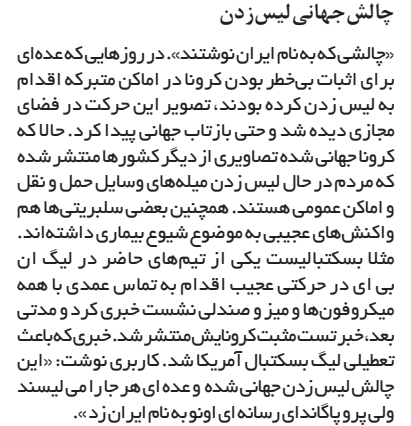 چالش جهانی لیس زدن
«چالشی که به نام ایران نوشتند». در روزهایی که عده‌ای
برای اثبات بی‌خطر بودن کرونا در اماکن متبرکه اقدام
به لیس زدن کرده بودند، تصویر این حرکت در فضای
مجازی دیده شد و حتی بازتاب جهانی پیدا کرد. حالا که
کرونا جهانی شده تصاویری از دیگر کشورها منتشر شده
که مردم در حال لیس زدن میله‌های وسایل حمل و نقل
و اماکن عمومی هستند. همچنین بعضی سلبریتی‌ها هم
واکنش‌های عجیبی به موضوع شیوع بیماری داشته‌اند.
مثلا بسکتبالیست یکی از تیم‌های حاضر در لیگ ان
بی ای در حرکتی عجیب اقدام به تماس عمدی با همه
میکروفون‌ها و میز و صندلی نشست خبری کرد و مدتی
بعد، خبر تست مثبت کرونایش منتشر شد. خبری که باعث
تعطیلی لیگ بسکتبال آمریکا شد. کاربری نوشت: «این
چالش لیس زدن جهانی شده و عده ای هر جا را می لیسند
ولی پروپاگاندای رسانه ای اونو به نام ایران زد».